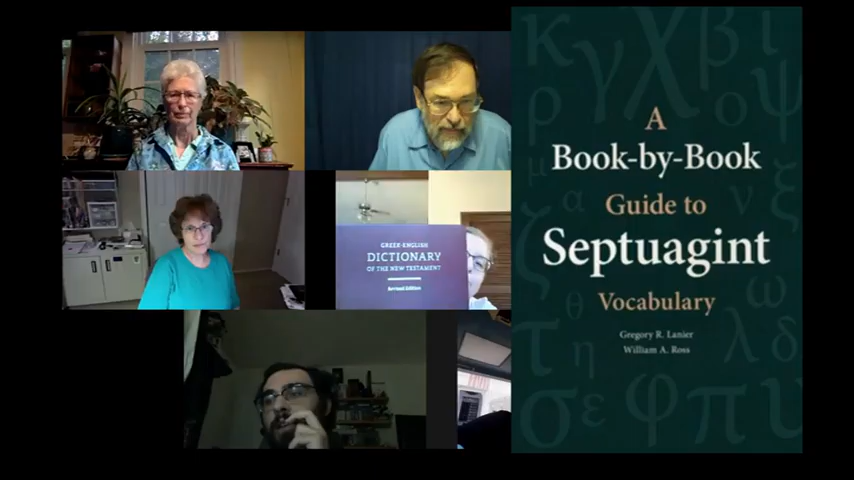 A
Book-by-Book
Guide to
Septuagint
Vocabulary
Gregory R. Lanier
William A. Ross
GREEK-ENGLISH
DICTIONARY
OF THE NEW TESTAMENT
Revised Edition